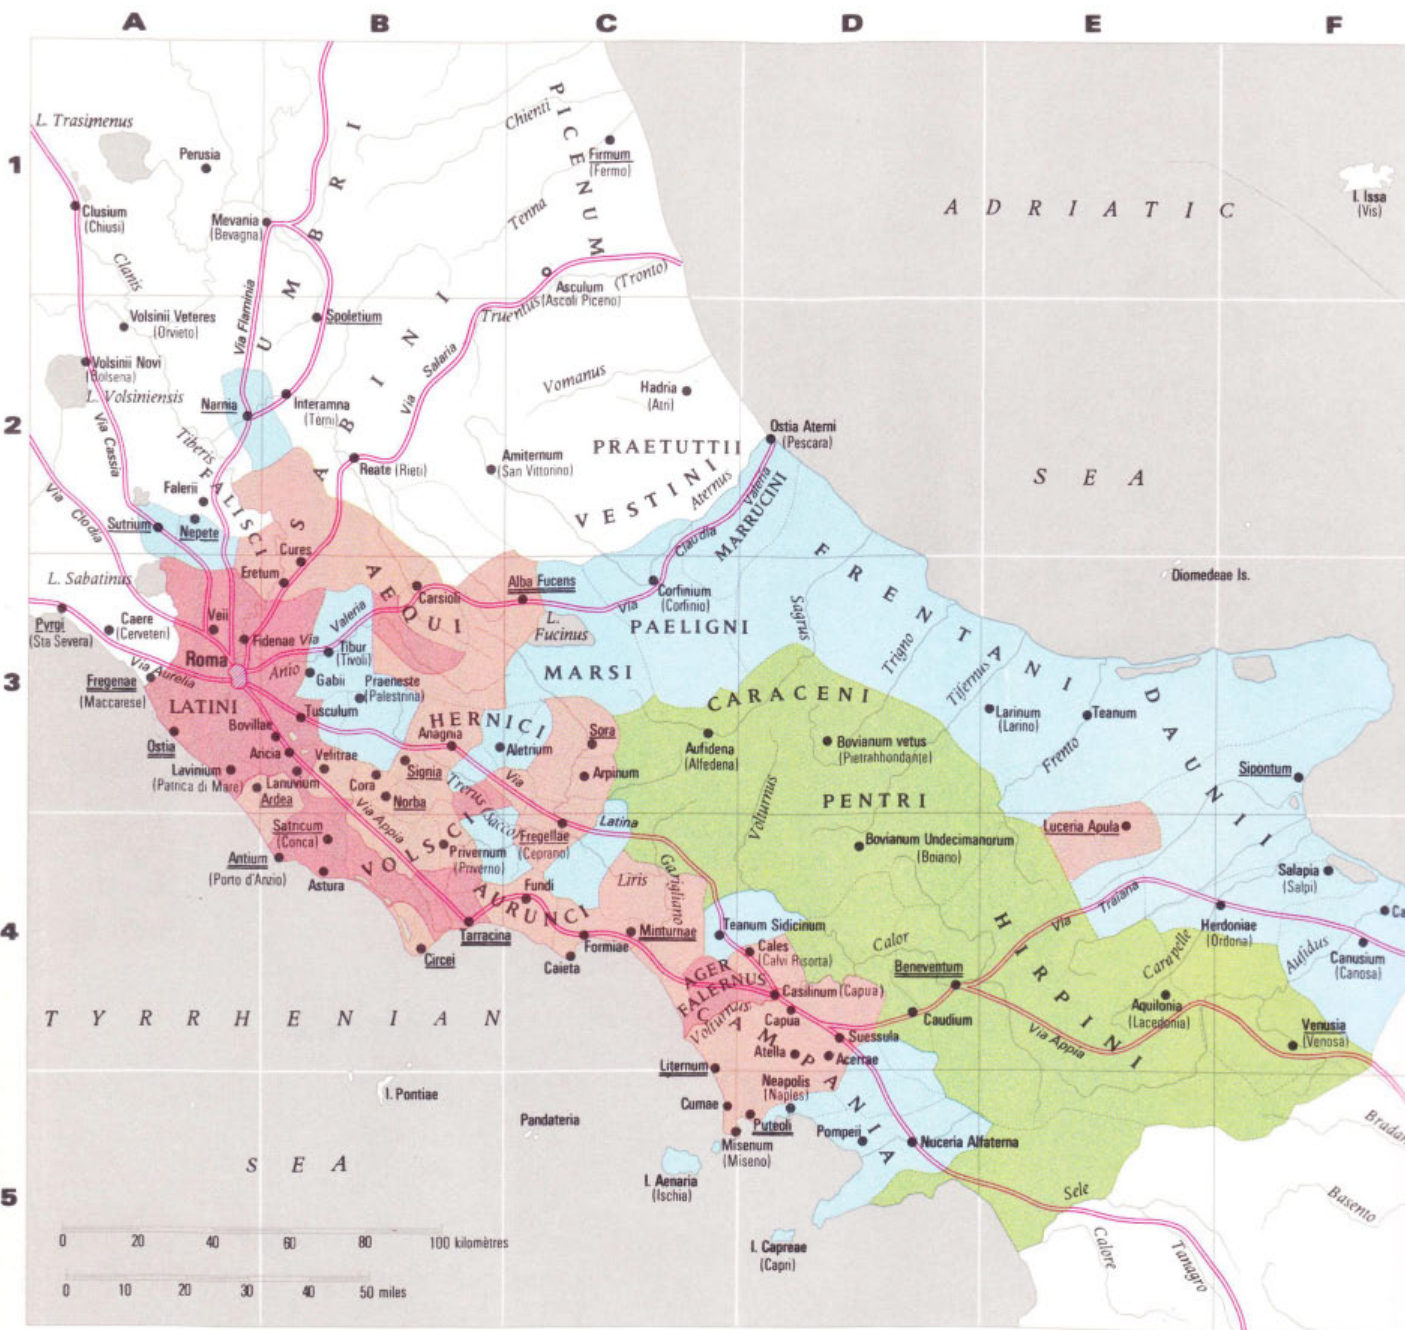 A B C D E F
1
2
3
4
5
L. Trasimenus
Perusia
Clusium
(Chiusi)
Mevania
(Bevagna)
Clanis
UMBRI
Chienti
PICENUM
Firmum
(Fermo)
Tenna
Asculum
(Ascoli Piceno)
(Tronto)
Truentus
ADRIATIC
SEA
I. Issa
(Vis)
Volsinii Veteres
(Orvieto)
Volsinii Novi
(Bolsena)
L. Volsiniensis
Via Flaminia
Spoletium
Narnia
Interamna
(Terni)
SABINI
Via Salaria
Vomanus
Hadria
(Atri)
Via Cassia
Tiberis
Via Clodia
Falerii
FALISCI
Nepete
Sutrium
Reate (Rieti)
Amiternum
(San Vittorino)
PRAETUTTII
VESTINI
Aternus
Ostia Aterni
(Pescara)
Via Claudia Valeria
MARRUCINI
FRENTANI
Diomedeae Is.
L. Sabatinus
Cures
Eretum
AEQUI
Carsioli
Alba Fucens
L.
Fucinus
Corfinium
(Corfinio)
PAELIGNI
Sagrus
Trigno
Tifernus
Pyrgi
(Sta Severa)
Caere
(Cerveteri)
Veii
Fidenae
Via Valeria
Tibur
(Tivoli)
Roma
Anio
Gabii
Praeneste
(Palestrina)
Via Aurelia
Fregenae
(Maccarese)
LATINI
Tusculum
Bovillae
Ostia
Aricia
Velitrae
Lavinium
(Patrica di Mare)
Lanuvium
Ardea
HERNICI
Anagnia
Aletrium
Signia
Cora
Norba
Trerus (Sacco)
Via Latina
MARSI
Sora
Arpinum
CARACENI
Aufidena
(Alfedena)
Bovianum vetus
(Pietrabbondante)
Larinum
(Larino)
Teanum
DAUNII
Frento
Sipontum
PENTRI
Volturnus
Satricum
(Conca)
Antium
(Porto d'Anzio)
Astura
Via Appia
VOLSCI
Privernum
(Priverno)
Fregellae
(Ceprano)
Bovianum Undecimanorum
(Boiano)
Luceria Apula
Salapia
(Salpi)
Liris
Garigliano
AURUNCI
Fundi
Tarracina
Circei
Formiae
Caieta
Minturnae
Teanum Sidicinum
Cales
(Calvi Risorta)
Calor
Beneventum
HIRPINI
Via Traiana
Herdoniae
(Ordona)
Aufidus
Ca
Canusium
(Canosa)
AGER
FALERNUS
Casilinum (Capua)
Capua
Volturnus
CAMPANIA
Caudium
Suessula
Atella
Acerrae
Carapelle
Aquilonia
(Lacedonia)
Via Appia
Venusia
(Venosa)
TYRRHENIAN
SEA
I. Pontiae
Pandateria
Liternum
Neapolis
(Naples)
Cumae
Puteoli
Misenum
(Miseno)
Pompeii
Nuceria Alfaterna
I. Aenaria
(Ischia)
I. Capreae
(Capri)
Sele
Calore
Tanagro
Bradan
Basento
0 20 40 60 80 100 kilometres
0 10 20 30 40 50 miles